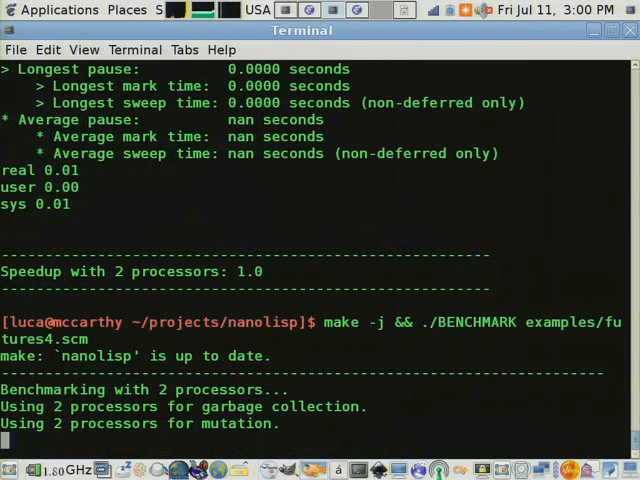 Applications Places S USA Fri Jul 11, 3:00 PM
Terminal
File Edit View Terminal Tabs Help
> Longest pause: 0.0000 seconds
> Longest mark time: 0.0000 seconds
> Longest sweep time: 0.0000 seconds (non-deferred only)
* Average pause: nan seconds
* Average mark time: nan seconds
* Average sweep time: nan seconds (non-deferred only)
real 0.01
user 0.00
sys 0.01
--------------------------------------------------------
Speedup with 2 processors: 1.0
--------------------------------------------------------
[luca@mccarthy ~/projects/nanolisp]$ make -j && ./BENCHMARK examples/fu
tures4.scm
make: `nanolisp' is up to date.
---------------------------------------------------------------------
Benchmarking with 2 processors...
Using 2 processors for garbage collection.
Using 2 processors for mutation.
1.80GHz á